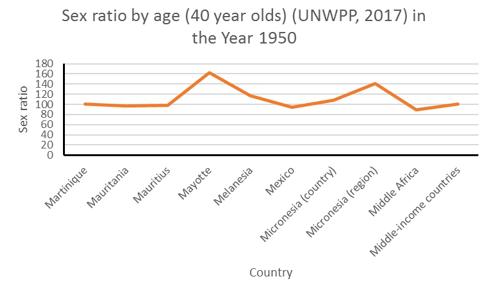 Sex ratio by age (40 year olds) (UNWPP, 2017) in
the Year 1950
180
160
140
120
100
80
60
40
20
0
Sex ratio
Martinique
Mauritania
Mauritius
Mayotte
Melanesia
Mexico
Micronesia (country)
Micronesia (region)
Middle Africa
Middle-income countries
Country